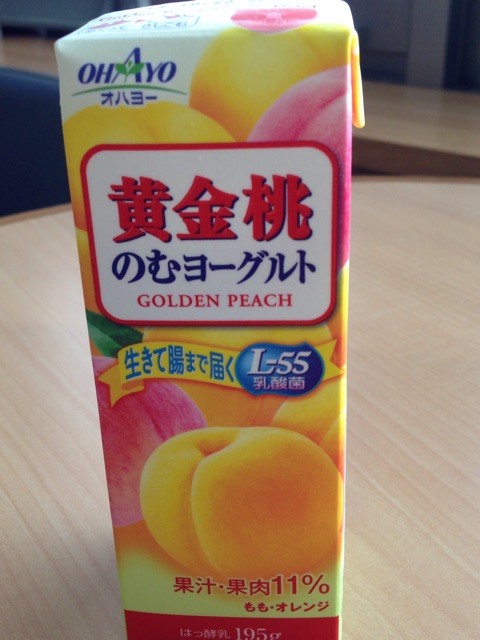 OHAYO
オハヨー
黄金桃
のむヨーグルト
GOLDEN PEACH
生きて腸まで届く
L-55
乳酸菌
果汁・果肉11%
もも・オレンジ
はっ酵乳 195g